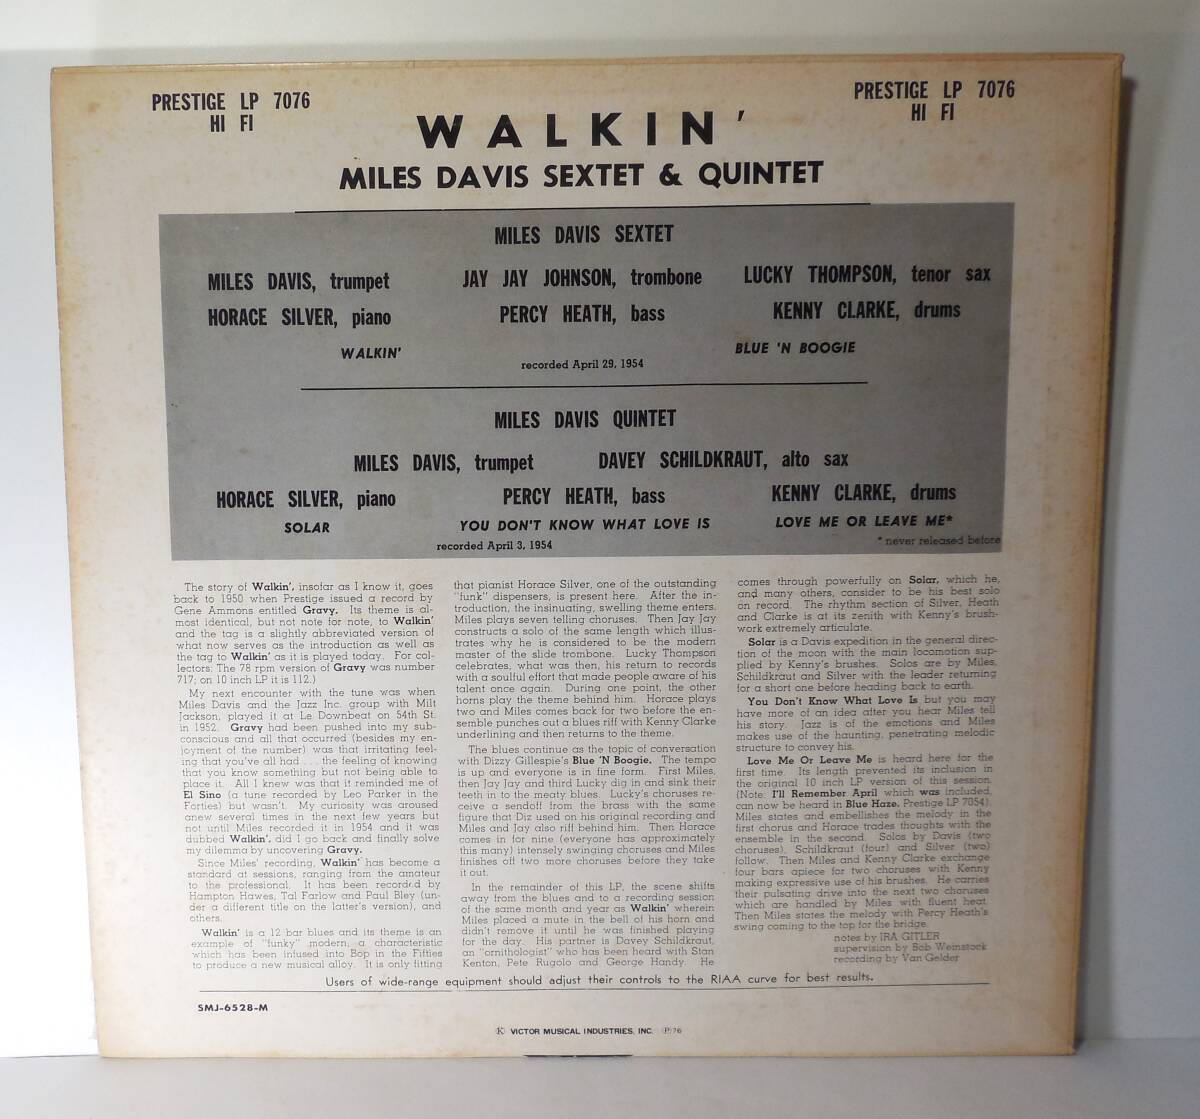 PRESTIGE LP 7076
HI FI
PRESTIGE LP 7076
HI FI
WALKIN'
MILES DAVIS SEXTET & QUINTET
MILES DAVIS SEXTET
MILES DAVIS, trumpet JAY JAY JOHNSON, trombone LUCKY THOMPSON, tenor sax
HORACE SILVER, piano PERCY HEATH, bass KENNY CLARKE, drums
WALKIN' BLUE 'N BOOGIE
recorded April 29, 1954
MILES DAVIS QUINTET
MILES DAVIS, trumpet DAVEY SCHILDKRAUT, alto sax
HORACE SILVER, piano PERCY HEATH, bass KENNY CLARKE, drums
SOLAR YOU DON'T KNOW WHAT LOVE IS LOVE ME OR LEAVE ME*
recorded April 3, 1954
* never released before
The story of Walkin', insofar as I know it, goes
back to 1950 when Prestige issued a record by
Gene Ammons entitled Gravy. Its theme is al-
most identical, but not note for note, to Walkin'
and the tag is a slightly abbreviated version of
what now serves as the introduction as well as
the tag to Walkin' as it is played today. For col-
lectors: The 78 rpm version of Gravy was number
717; on 10 inch LP it is 112.)
My next encounter with the tune was when
Miles Davis and the Jazz Inc. group with Milt
Jackson, played it at Le Downbeat on 54th St.
in 1952. Gravy had been pushed into my sub-
conscious and all that occurred (besides my en-
joyment of the number) was that irritating feel-
ing that you've all had . . . the feeling of knowing
that you know something but not being able to
place it. All I knew was that it reminded me of
El Sino (a tune recorded by Leo Parker in the
Forties) but wasn't. My curiosity was aroused
anew several times in the next few years but
not until Miles recorded it in 1954 and it was
dubbed Walkin', did I go back and finally solve
my dilemma by uncovering Gravy.
Since Miles' recording, Walkin' has become a
standard at sessions, ranging from the amateur
to the professional. It has been recorded by
Hampton Hawes, Tal Farlow and Paul Bley (un-
der a different title on the latter's version), and
others.
Walkin' is a 12 bar blues and its theme is an
example of "funky" modern, a characteristic
which has been infused into Bop in the Fifties
to produce a new musical alloy. It is only fitting
that pianist Horace Silver, one of the outstanding
"funk" dispensers, is present here. After the in-
troduction, the insinuating, swelling theme enters.
Miles plays seven telling choruses. Then Jay Jay
constructs a solo of the same length which illus-
trates why he is considered to be the modern
master of the slide trombone. Lucky Thompson
celebrates, what was then, his return to records
with a soulful effort that made people aware of his
talent once again. During one point, the other
horns play the theme behind him. Horace plays
two and Miles comes back for two before the en-
semble punches out a blues riff with Kenny Clarke
underlining and then returns to the theme.
The blues continue as the topic of conversation
with Dizzy Gillespie's Blue 'N Boogie. The tempo
is up and everyone is in fine form. First Miles,
then Jay Jay and third Lucky dig in and sink their
teeth in to the meaty blues. Lucky's choruses re-
ceive a sendoff from the brass with the same
figure that Diz used on his original recording and
Miles and Jay also riff behind him. Then Horace
comes in for nine (everyone has approximately
this many) intensely swinging choruses and Miles
finishes off two more choruses before they take
it out.
In the remainder of this LP, the scene shifts
away from the blues and to a recording session
of the same month and year as Walkin' wherein
Miles placed a mute in the bell of his horn and
didn't remove it until he was finished playing
for the day. His partner is Davey Schildkraut,
an "ornithologist" who has been heard with Stan
Kenton, Pete Rugolo and George Handy. He
comes through powerfully on Solar, which he,
and many others, consider to be his best solo
on record. The rhythm section of Silver, Heath
and Clarke is at its zenith with Kenny's brush-
work extremely articulate.
Solar is a Davis expedition in the general direc-
tion of the moon with the main locomotion sup-
plied by Kenny's brushes. Solos are by Miles,
Schildkraut and Silver with the leader returning
for a short one before heading back to earth.
You Don't Know What Love Is but you may
have more of an idea after you hear Miles tell
his story. Jazz is of the emotions and Miles
makes use of the haunting, penetrating melodic
structure to convey his.
Love Me Or Leave Me is heard here for the
first time. Its length prevented its inclusion in
the original 10 inch LP version of this session.
(Note: I'll Remember April which was included,
can now be heard in Blue Haze. Prestige LP 7054)
Miles states and embellishes the melody in the
first chorus and Horace trades thoughts with the
ensemble in the second. Solos by Davis (two
choruses), Schildkraut (four) and Silver (two)
follow. Then Miles and Kenny Clarke exchange
four bars apiece for two choruses with Kenny
making expressive use of his brushes. He carries
their pulsating drive into the next two choruses
which are handled by Miles with fluent heat.
Then Miles states the melody with Percy Heath's
swing coming to the top for the bridge.
notes by IRA GITLER
supervision by Bob Weinstock
recording by Van Gelder
Users of wide-range equipment should adjust their controls to the RIAA curve for best results.
SMJ-6528-M
Ⓚ VICTOR MUSICAL INDUSTRIES, INC. Ⓟ'76